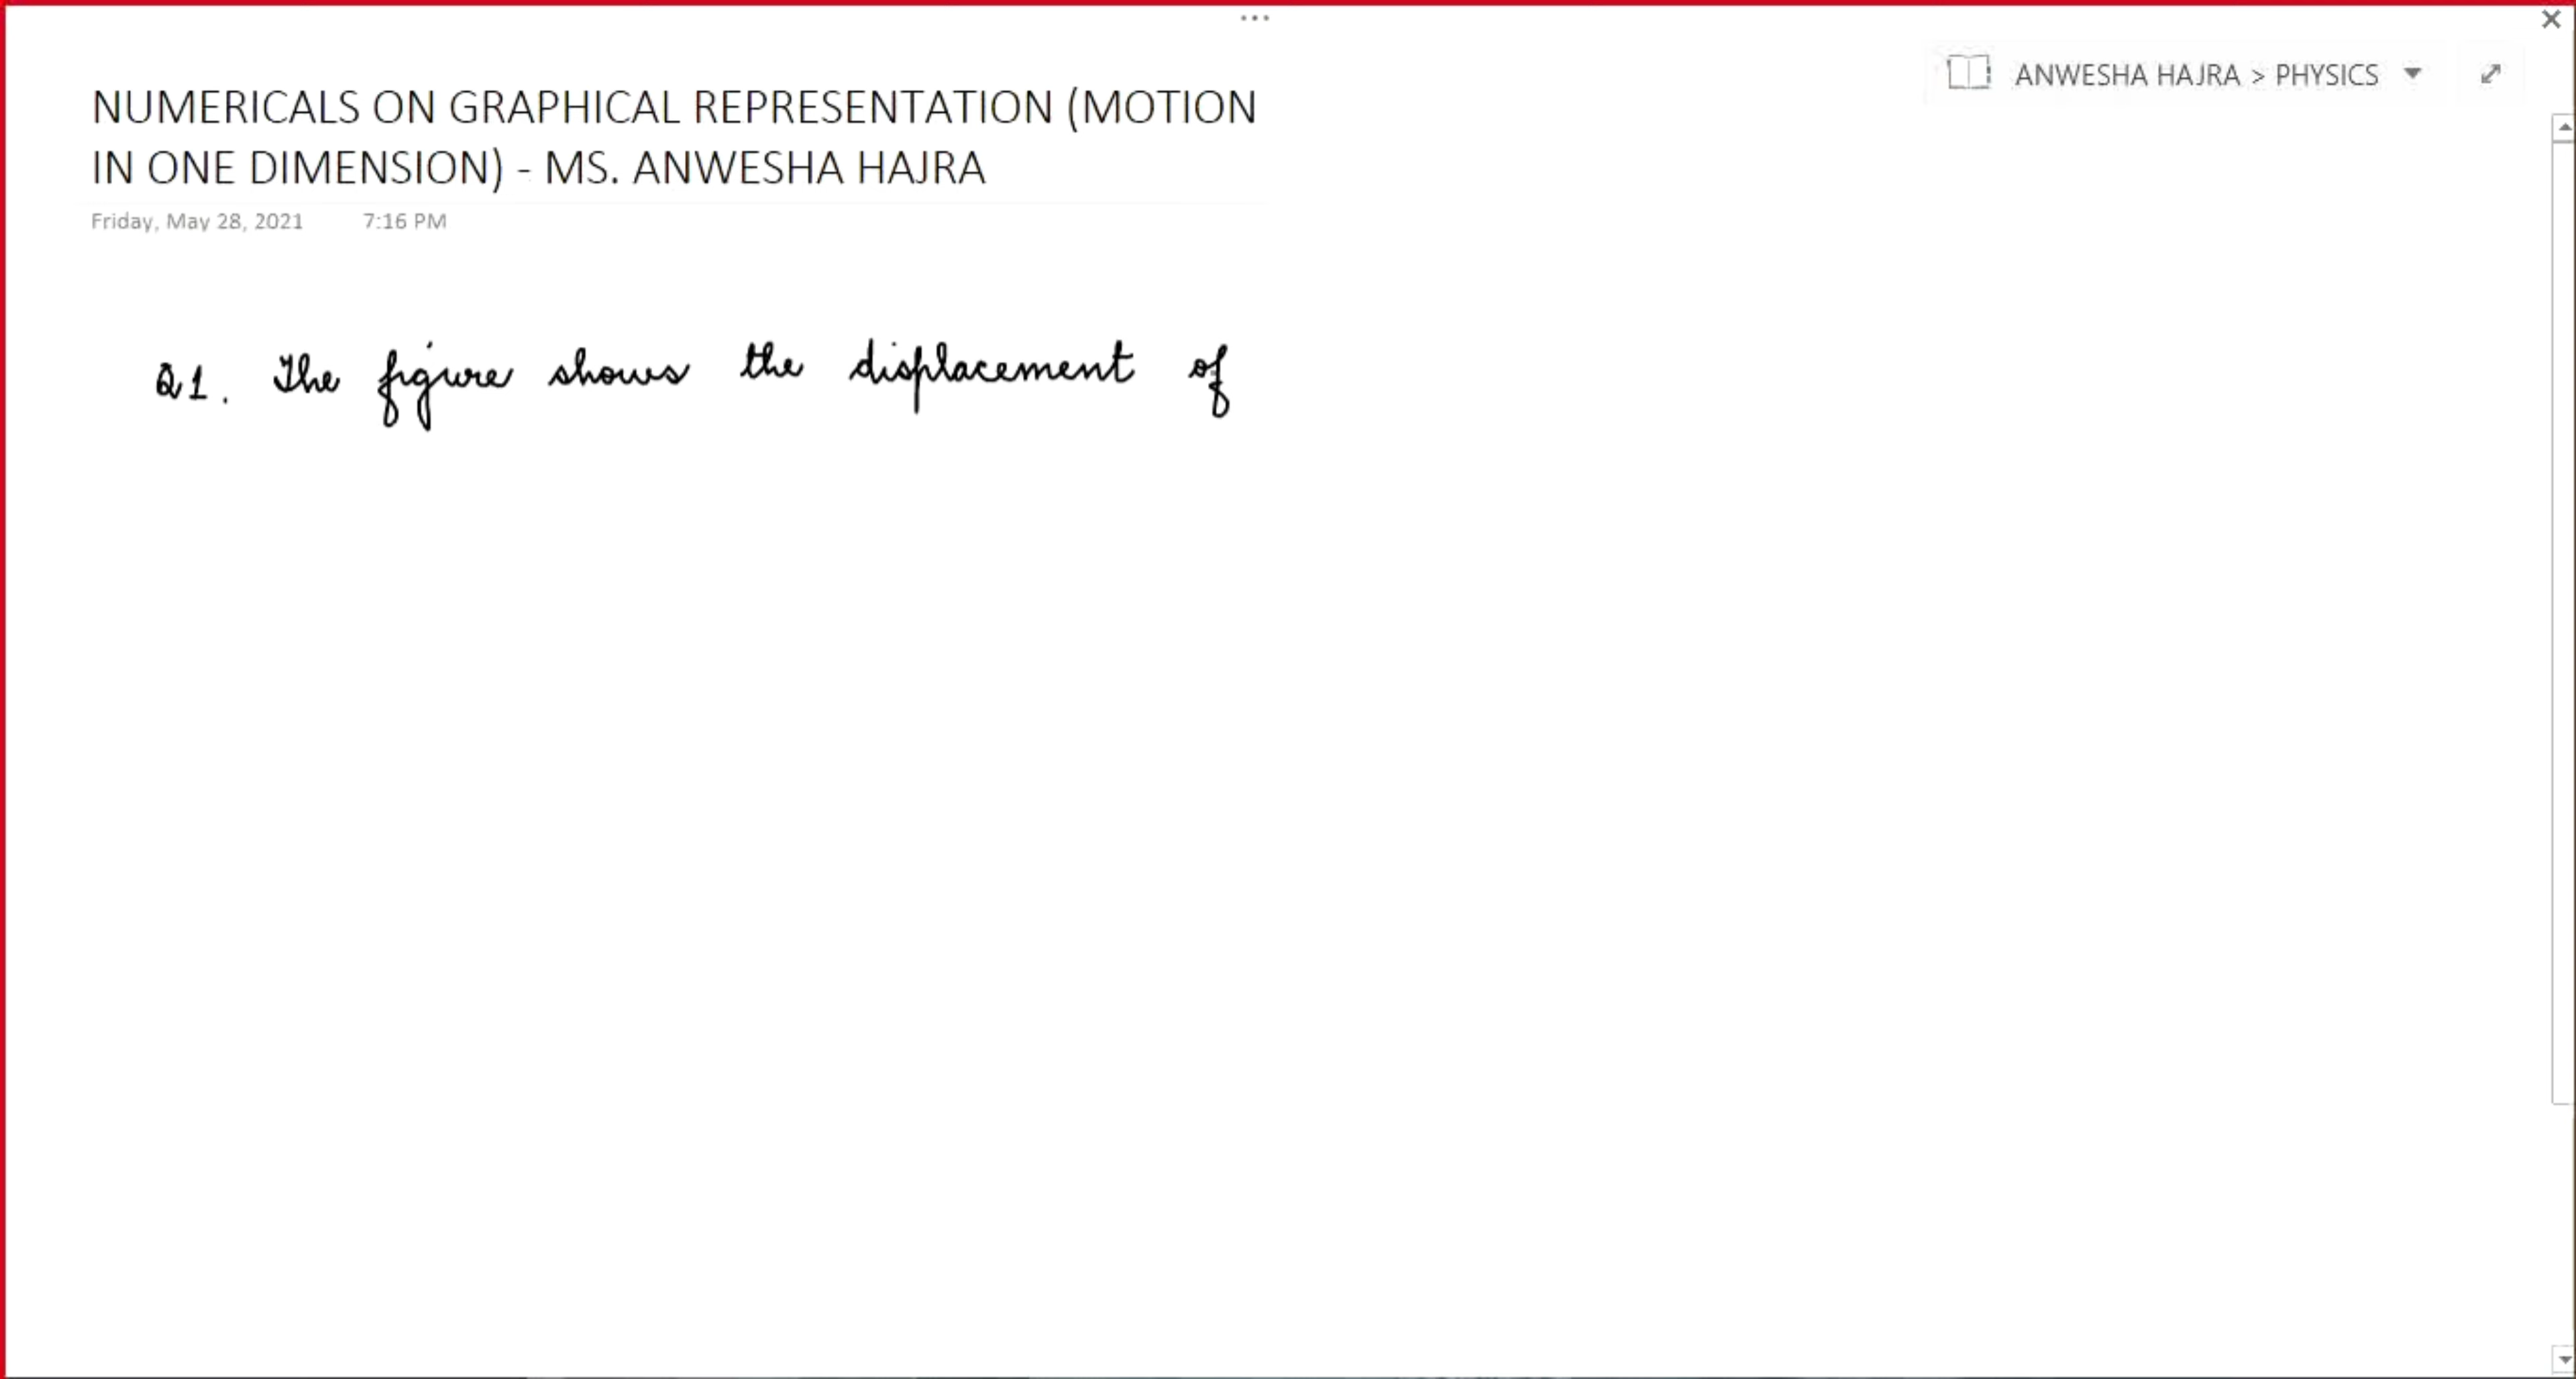 ANWESHA HAJRA > PHYSICS
NUMERICALS ON GRAPHICAL REPRESENTATION (MOTION
IN ONE DIMENSION) - MS. ANWESHA HAJRA
Friday, May 28, 2021 7:16 PM
Q1. The figure shows the displacement of